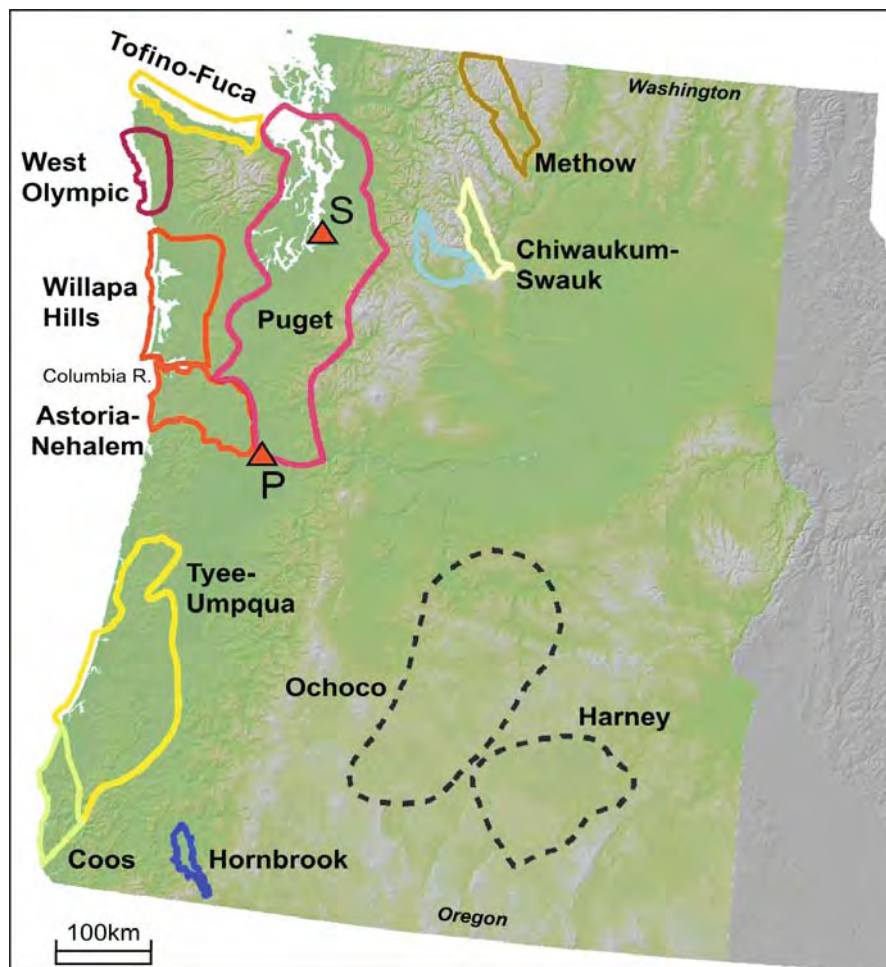 Tofino-Fuca
Washington
West
Olympic
Methow
S
Chiwaukum-
Swauk
Willapa
Hills
Puget
Columbia R.
Astoria-
Nehalem
P
Tyee-
Umpqua
Ochoco
Harney
Coos
Hornbrook
Oregon
100km